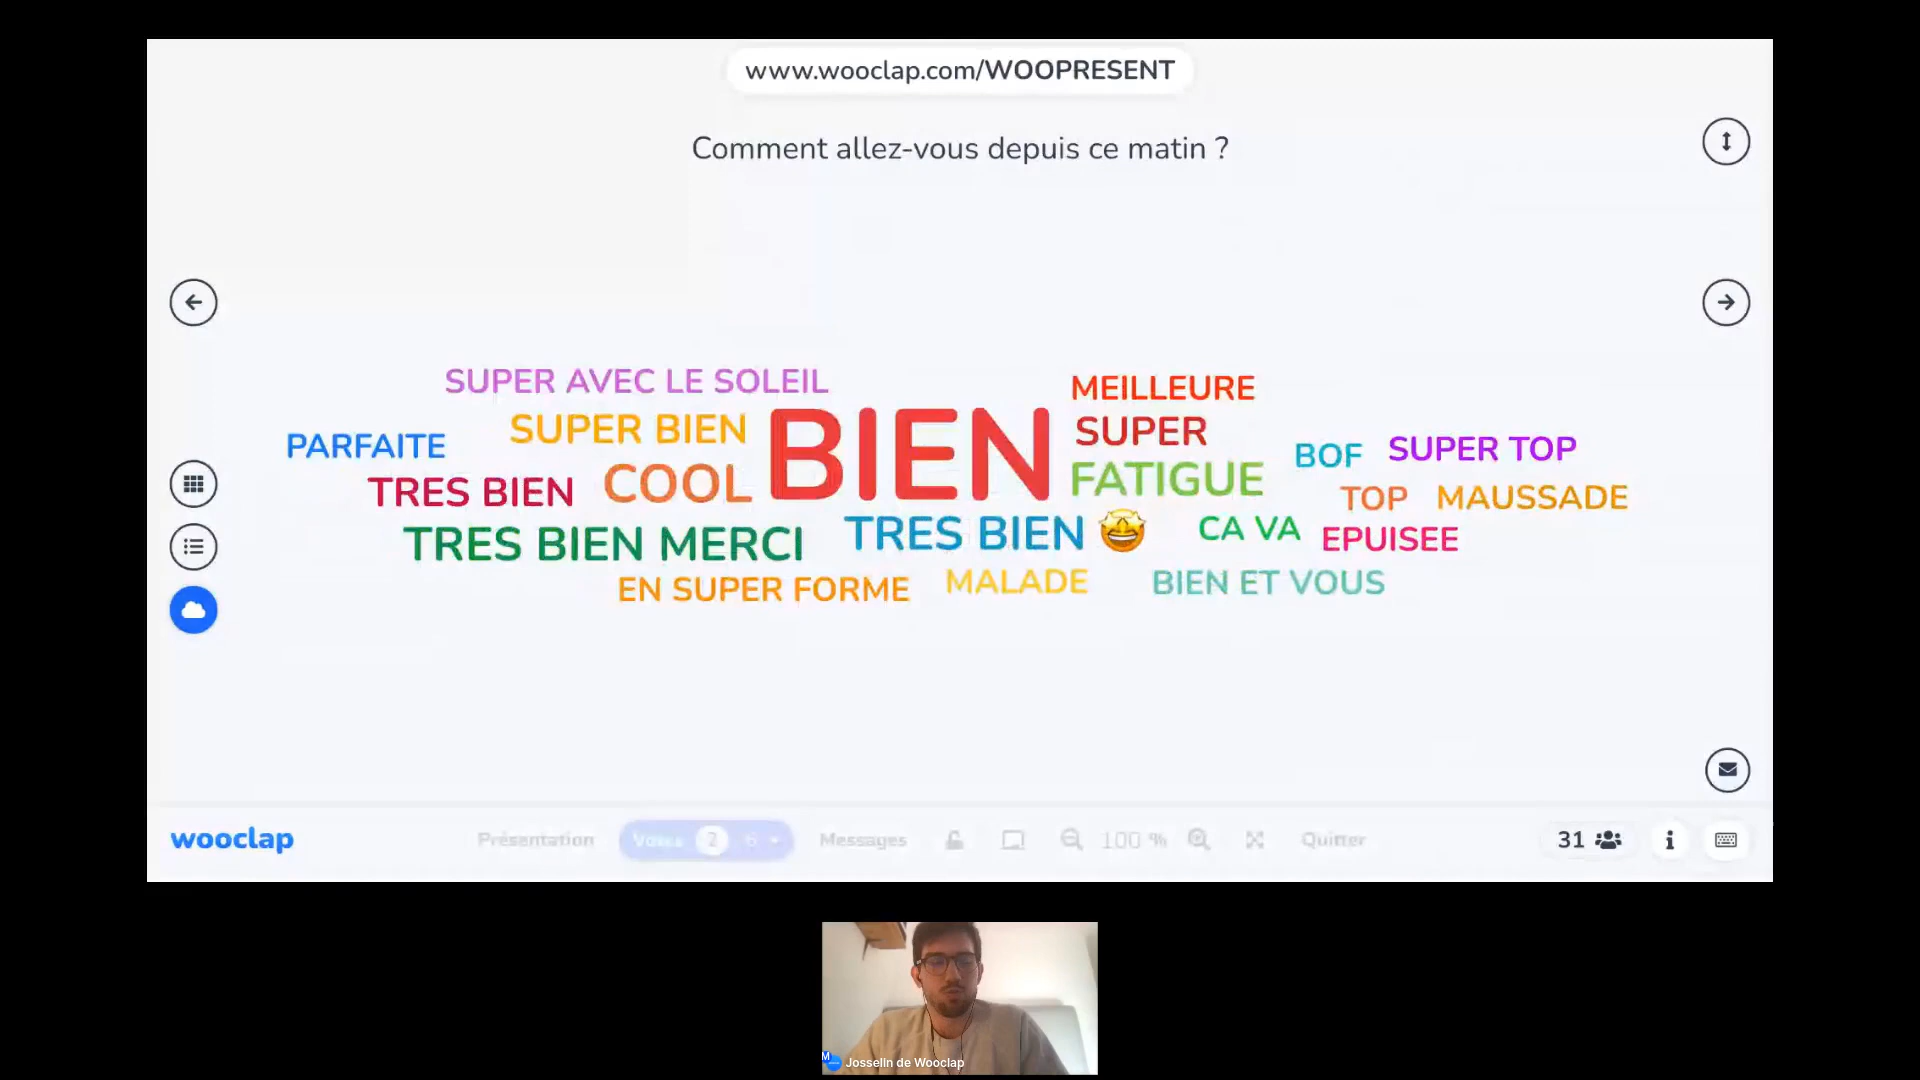 www.wooclap.com/WOOPRESENT
Comment allez-vous depuis ce matin ?
SUPER AVEC LE SOLEIL
MEILLEURE
SUPER BIEN
BIEN
SUPER
PARFAITE
BOF
SUPER TOP
TRES BIEN
COOL
FATIGUE
TOP
MAUSSADE
TRES BIEN MERCI
TRES BIEN 🤩
CA VA
EPUISEE
EN SUPER FORME
MALADE
BIEN ET VOUS
wooclap
Présentation
Votes 2 6
Messages
100 %
Quitter
31
Josselin de Wooclap